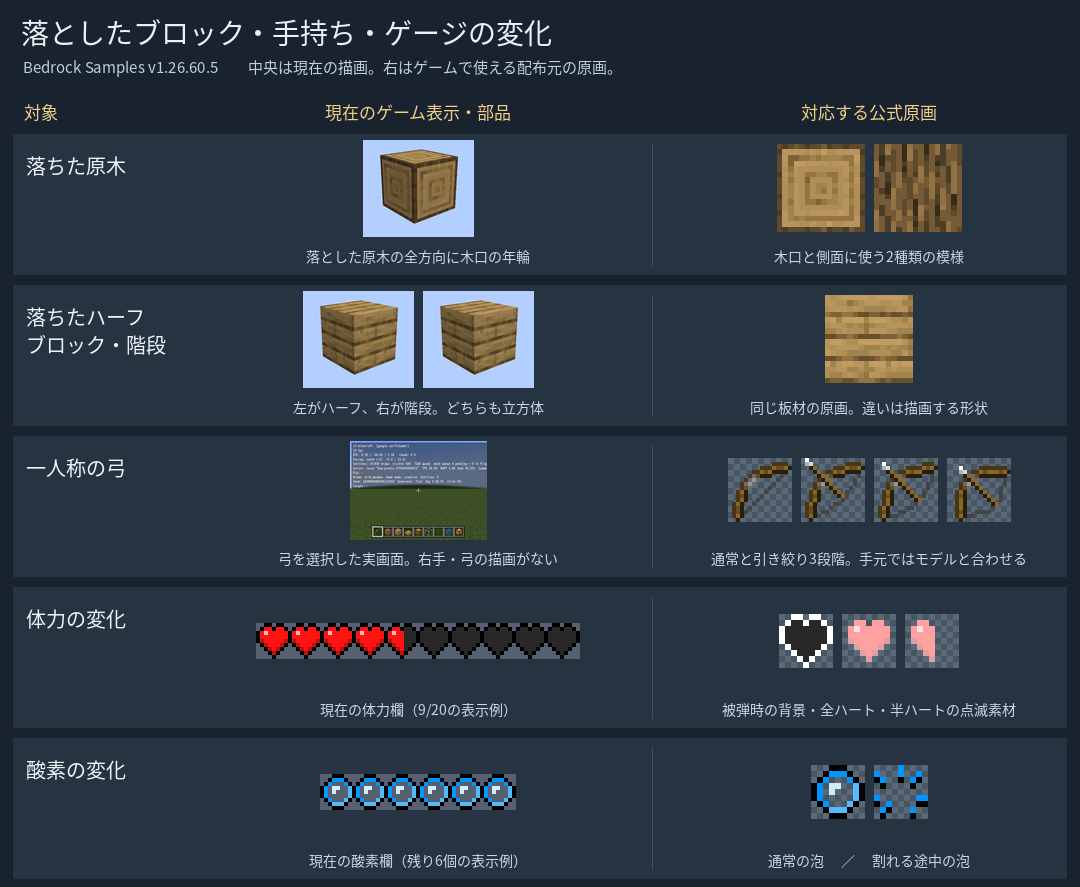 落としたブロック・手持ち・ゲージの変化
Bedrock Samples v1.26.60.5　　中央は現在の描画。右はゲームで使える配布元の原画。
対象　現在のゲーム表示・部品　対応する公式原画
落ちた原木
落とした原木の全方向に木口の年輪
木口と側面に使う2種類の模様
落ちたハーフ
ブロック・階段
左がハーフ、右が階段。どちらも立方体
同じ板材の原画。違いは描画する形状
一人称の弓
弓を選択した実画面。右手・弓の描画がない
通常と引き絞り3段階。手元ではモデルと合わせる
体力の変化
現在の体力欄（9/20の表示例）
被弾時の背景・全ハート・半ハートの点滅素材
酸素の変化
現在の酸素欄（残り6個の表示例）
通常の泡　／　割れる途中の泡